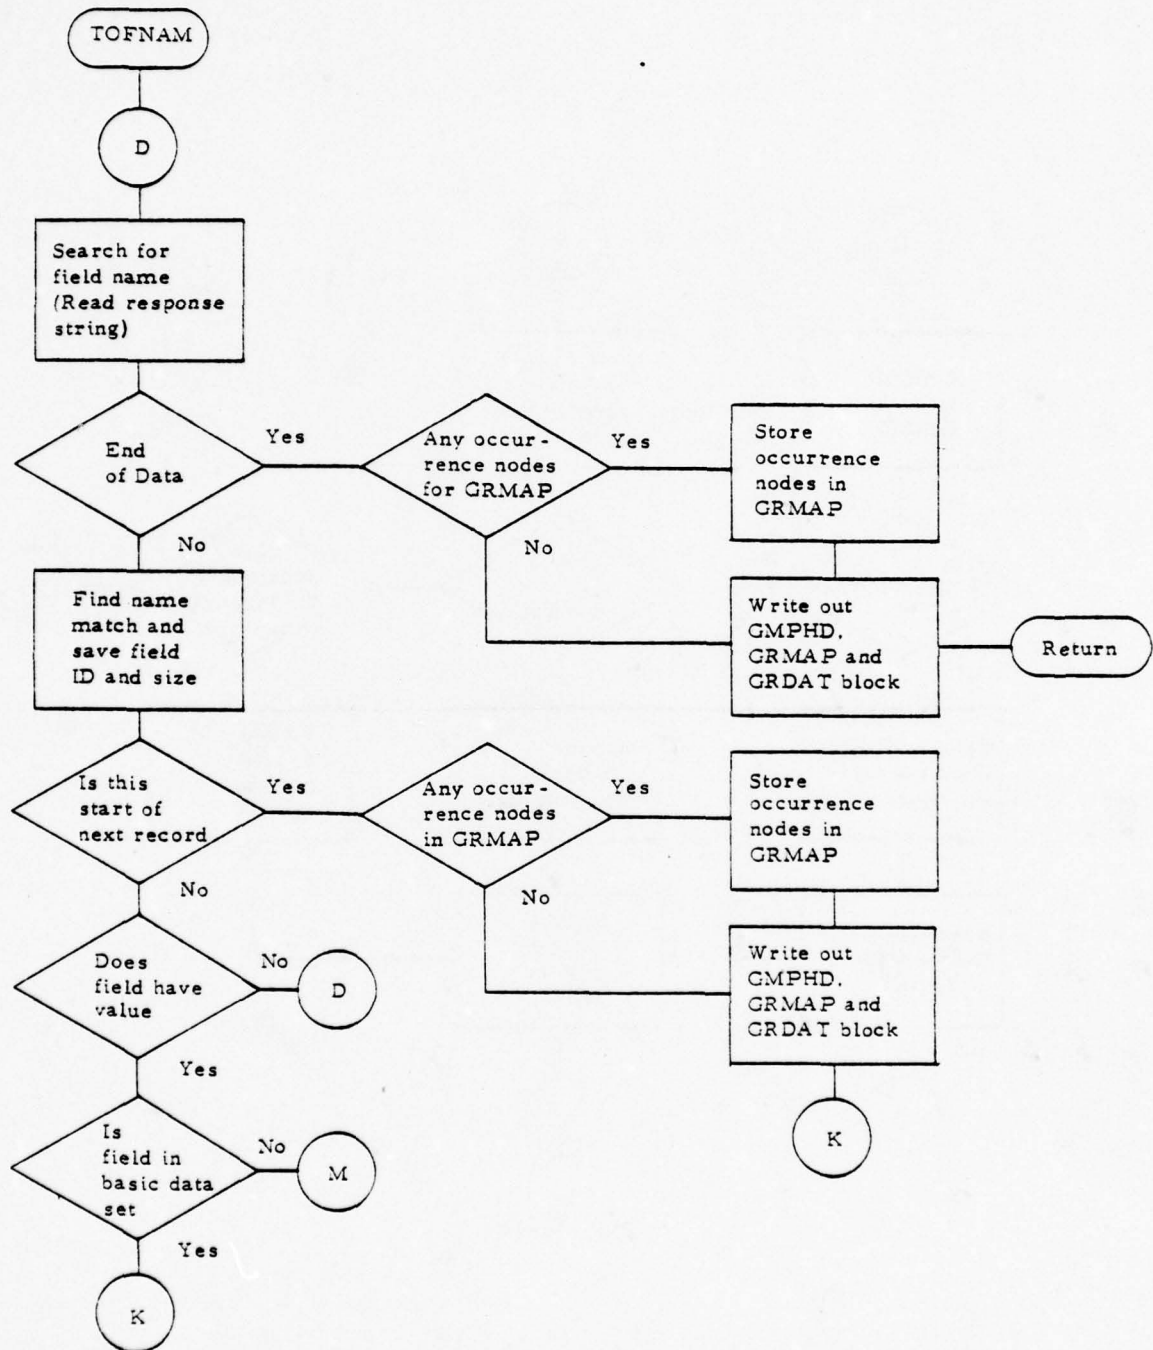 TOFNAM
D
Search for
field name
(Read response
string)
End
of Data
Yes
No
Any occur-
rence nodes
for GRMAP
Yes
No
Store
occurrence
nodes in
GRMAP
Write out
GMPHD,
GRMAP and
GRDAT block
Return
Find name
match and
save field
ID and size
Is this
start of
next record
Yes
No
Any occur-
rence nodes
in GRMAP
Yes
No
Store
occurrence
nodes in
GRMAP
Write out
GMPHD,
GRMAP and
GRDAT block
K
Does
field have
value
No
D
Yes
Is
field in
basic data
set
No
M
Yes
K